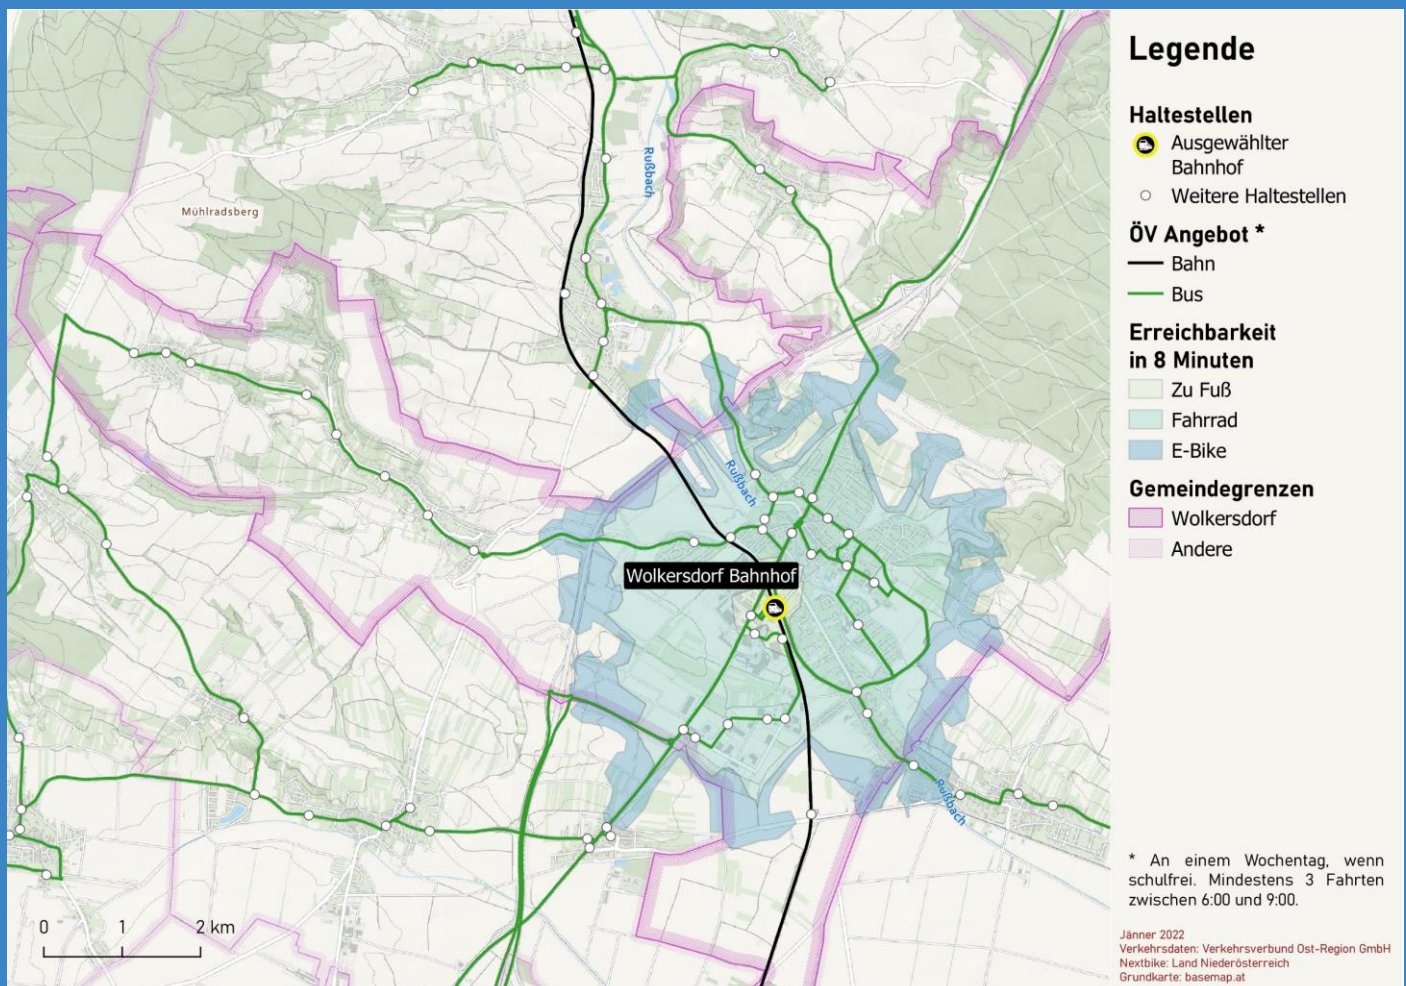 Rußbach
Mühlradsberg
Rußbach
Wolkersdorf Bahnhof
Rußbach
0 1 2 km
Legende
Haltestellen
Ausgewählter
Bahnhof
Weitere Haltestellen
ÖV Angebot *
Bahn
Bus
Erreichbarkeit
in 8 Minuten
Zu Fuß
Fahrrad
E-Bike
Gemeindegrenzen
Wolkersdorf
Andere
* An einem Wochentag, wenn
schulfrei. Mindestens 3 Fahrten
zwischen 6:00 und 9:00.
Jänner 2022
Verkehrsdaten: Verkehrsverbund Ost-Region GmbH
Nextbike: Land Niederösterreich
Grundkarte: basemap.at